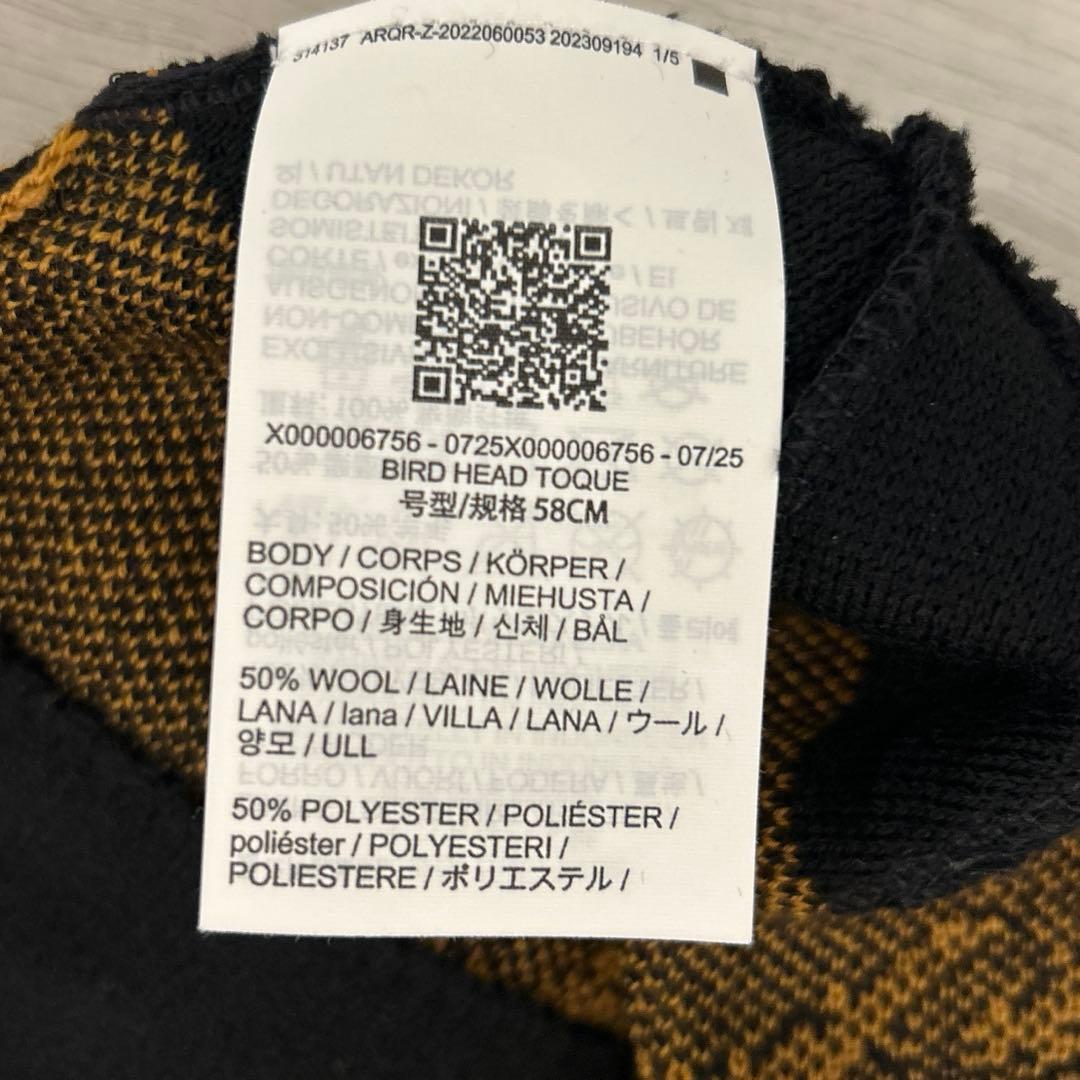 314137 ARQR-Z-2022060053 202309194 1/5
X000006756 - 0725X000006756 - 07/25
BIRD HEAD TOQUE
号型/规格 58CM
BODY / CORPS / KÖRPER /
COMPOSICIÓN / MIEHUSTA /
CORPO / 身生地 / 신체 / BÅL
50% WOOL / LAINE / WOLLE /
LANA / lana / VILLA / LANA / ウール /
양모 / ULL
50% POLYESTER / POLIÉSTER /
poliéster / POLYESTERI /
POLIESTERE / ポリエステル /